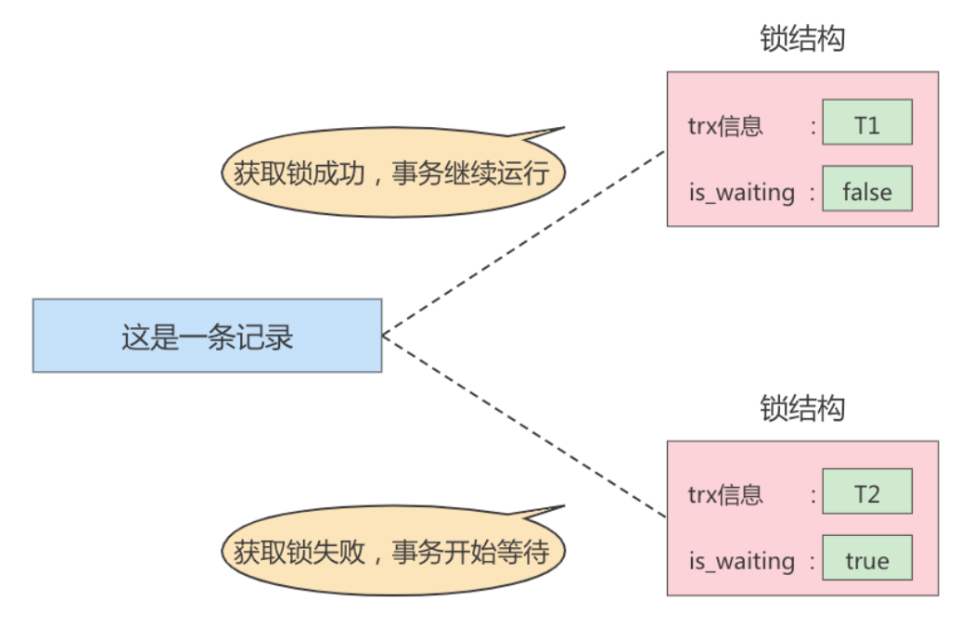 锁结构
trx信息 : T1
获取锁成功，事务继续运行
is_waiting : false
这是一条记录
锁结构
trx信息 : T2
获取锁失败，事务开始等待
is_waiting : true